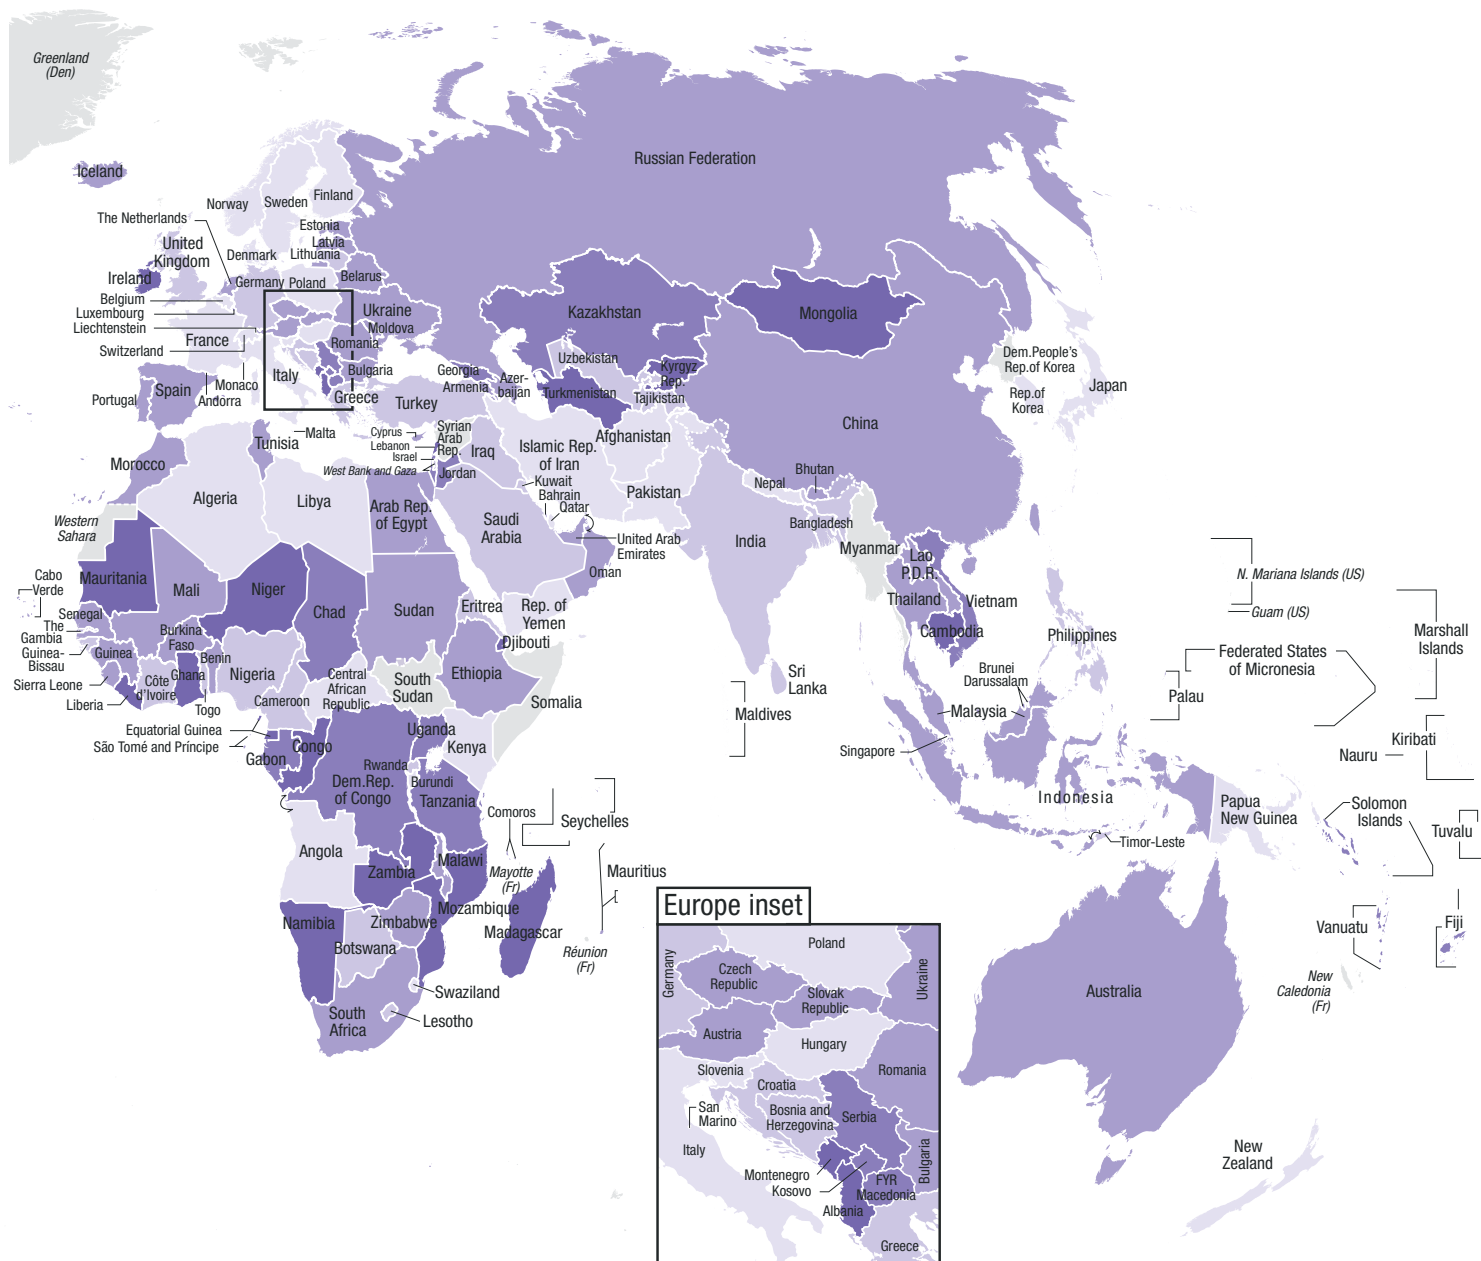 Greenland
(Den)
Iceland
Russian Federation
Norway
Sweden
Finland
The Netherlands
Estonia
Latvia
Lithuania
United
Kingdom
Denmark
Ireland
Belarus
Germany
Poland
Belgium
Luxembourg
Liechtenstein
Ukraine
Moldova
Switzerland
France
Romania
Kazakhstan
Mongolia
Monaco
Andorra
Italy
Bulgaria
Portugal
Spain
Greece
Georgia
Armenia
Azer-
baijan
Turkey
Uzbekistan
Turkmenistan
Kyrgyz
Rep.
Tajikistan
Dem.People's
Rep.of Korea
Rep.of
Korea
Japan
China
Malta
Tunisia
Morocco
Cyprus
Lebanon
Israel
West Bank and Gaza
Syrian
Arab
Rep.
Iraq
Jordan
Islamic Rep.
of Iran
Afghanistan
Kuwait
Bahrain
Qatar
Pakistan
Nepal
Bhutan
Bangladesh
India
Myanmar
Algeria
Libya
Arab Rep.
of Egypt
Saudi
Arabia
United Arab
Emirates
Oman
Western
Sahara
Cabo
Verde
Mauritania
Mali
Niger
Chad
Sudan
Eritrea
Rep. of
Yemen
Djibouti
Senegal
The
Gambia
Guinea-
Bissau
Guinea
Burkina
Faso
Benin
Sierra Leone
Liberia
Côte
d'Ivoire
Ghana
Togo
Nigeria
Cameroon
Central
African
Republic
South
Sudan
Ethiopia
Somalia
Equatorial Guinea
São Tomé and Príncipe
Gabon
Congo
Uganda
Kenya
Rwanda
Burundi
Dem.Rep.
of Congo
Tanzania
Angola
Zambia
Malawi
Comoros
Mayotte
(Fr)
Seychelles
Mauritius
Réunion
(Fr)
Mozambique
Madagascar
Namibia
Zimbabwe
Botswana
Swaziland
Lesotho
South
Africa
Lao
P.D.R.
Thailand
Vietnam
Cambodia
Philippines
Sri
Lanka
Maldives
Brunei
Darussalam
Malaysia
Singapore
Indonesia
Timor-Leste
N. Mariana Islands (US)
Guam (US)
Federated States
of Micronesia
Marshall
Islands
Palau
Kiribati
Nauru
Papua
New Guinea
Solomon
Islands
Tuvalu
Vanuatu
Fiji
New
Caledonia
(Fr)
Australia
New
Zealand
Europe inset
Germany
Poland
Czech
Republic
Slovak
Republic
Ukraine
Austria
Hungary
Slovenia
Romania
Croatia
San
Marino
Bosnia and
Herzegovina
Serbia
Italy
Montenegro
Kosovo
Bulgaria
FYR
Macedonia
Albania
Greece